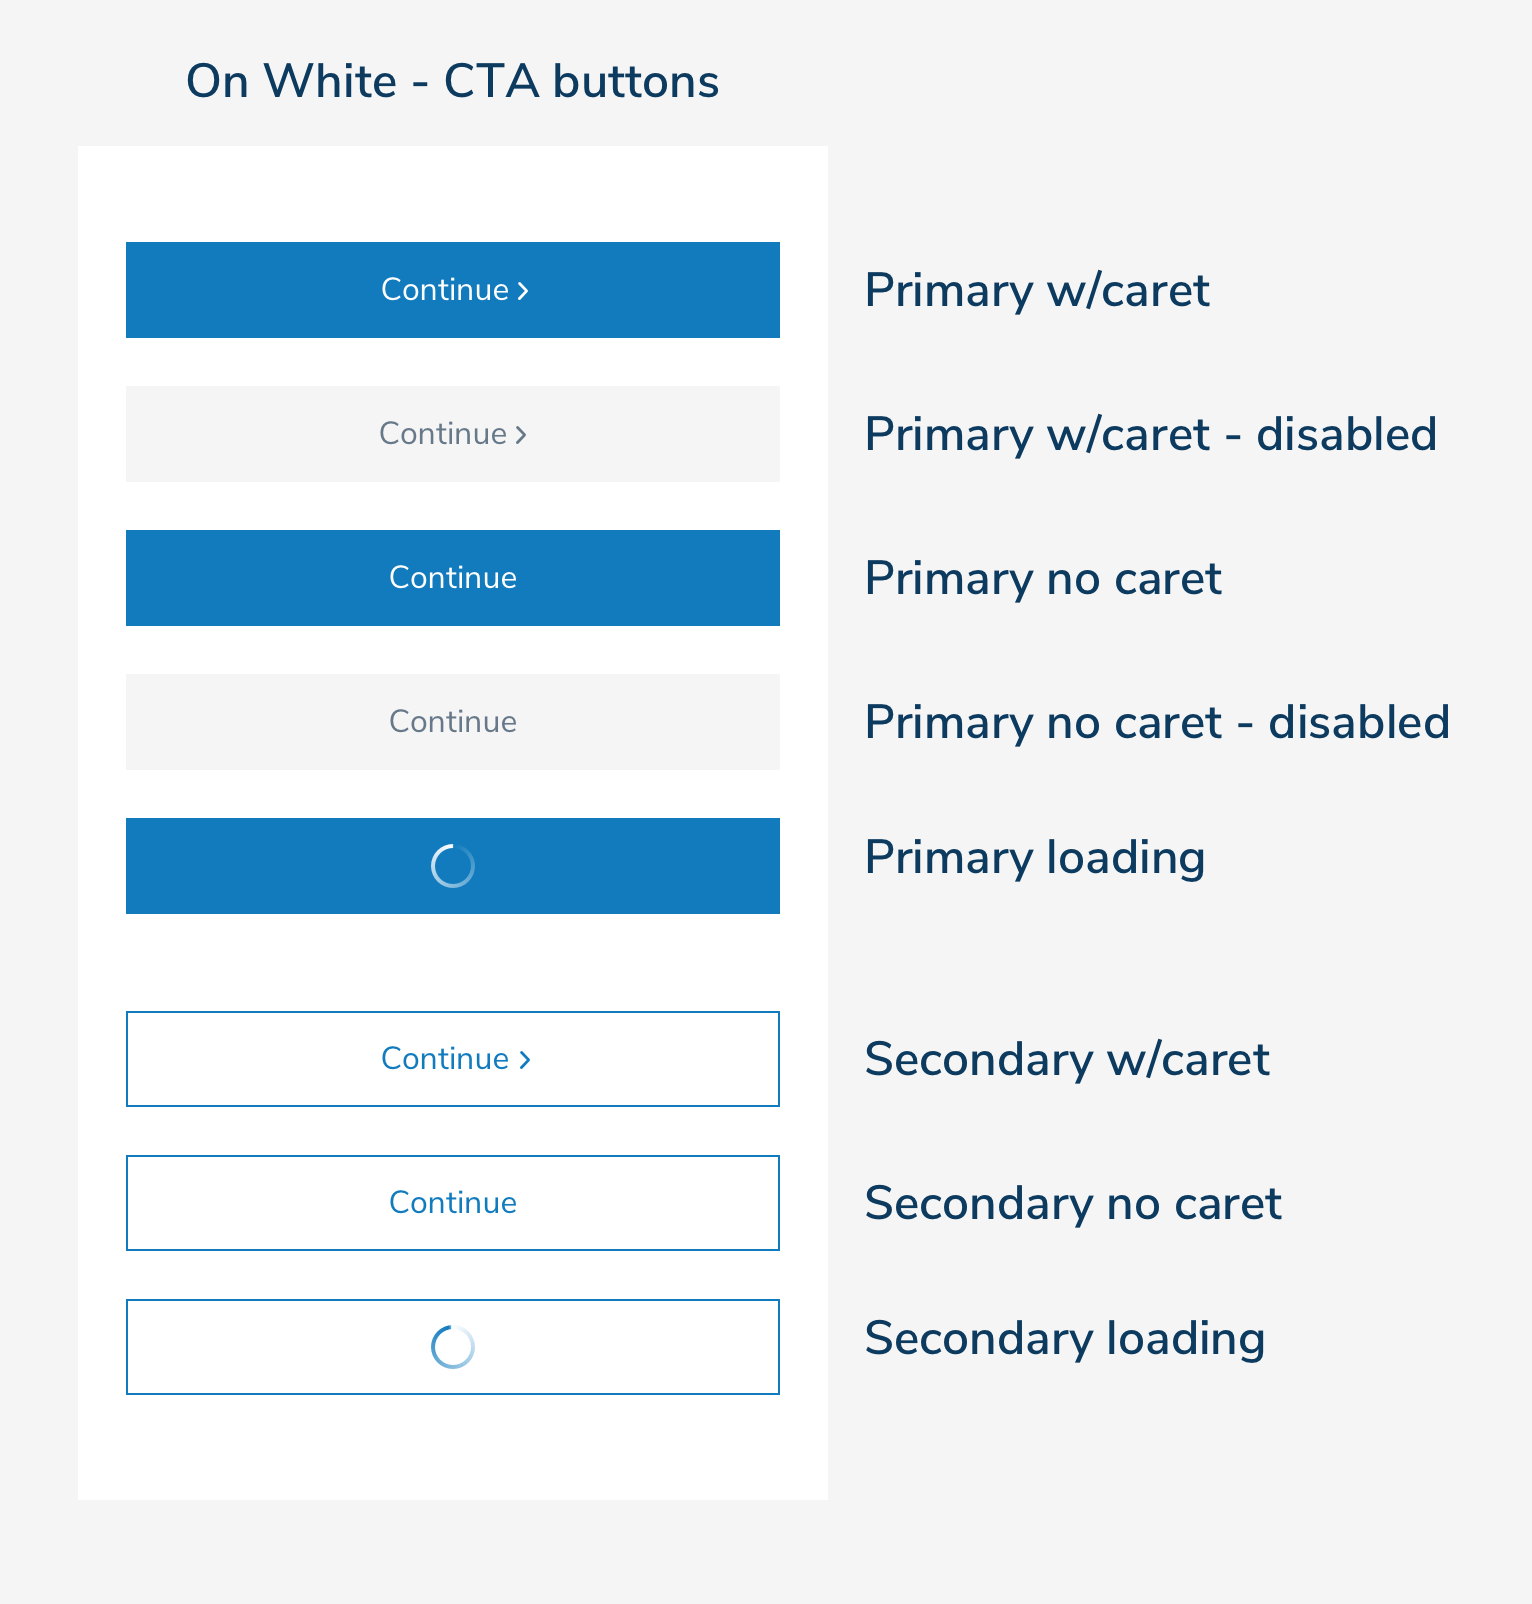 On White - CTA buttons
Continue > Primary w/caret
Continue > Primary w/caret - disabled
Continue Primary no caret
Continue Primary no caret - disabled
Primary loading
Continue > Secondary w/caret
Continue Secondary no caret
Secondary loading